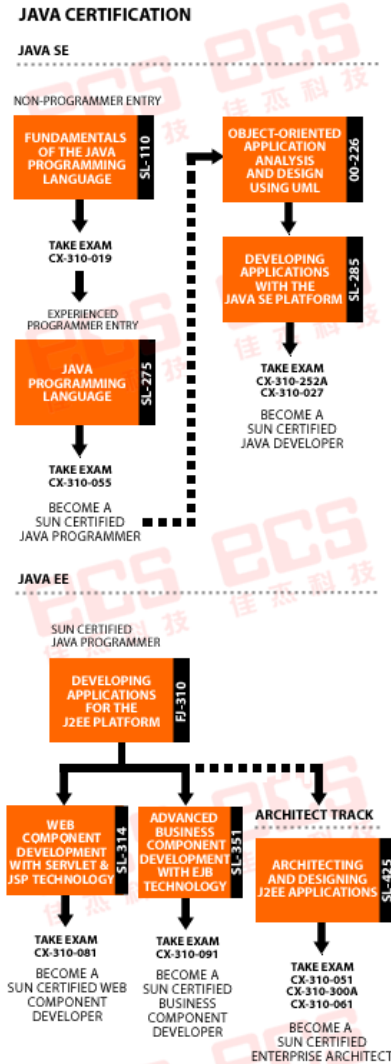 JAVA CERTIFICATION
JAVA SE
NON-PROGRAMMER ENTRY
FUNDAMENTALS
OF THE JAVA
PROGRAMMING
LANGUAGE
SL-110
TAKE EXAM
CX-310-019
EXPERIENCED
PROGRAMMER ENTRY
JAVA
PROGRAMMING
LANGUAGE
SL-275
TAKE EXAM
CX-310-055
BECOME A
SUN CERTIFIED
JAVA PROGRAMMER
OBJECT-ORIENTED
APPLICATION
ANALYSIS
AND DESIGN
USING UML
00-226
DEVELOPING
APPLICATIONS
WITH THE
JAVA SE PLATFORM
SL-285
TAKE EXAM
CX-310-252A
CX-310-027
BECOME A
SUN CERTIFIED
JAVA DEVELOPER
JAVA EE
SUN CERTIFIED
JAVA PROGRAMMER
DEVELOPING
APPLICATIONS
FOR THE
J2EE PLATFORM
FJ-310
WEB
COMPONENT
DEVELOPMENT
WITH SERVLET &
JSP TECHNOLOGY
SL-314
TAKE EXAM
CX-310-081
BECOME A
SUN CERTIFIED WEB
COMPONENT
DEVELOPER
ADVANCED
BUSINESS
COMPONENT
DEVELOPMENT
WITH EJB
TECHNOLOGY
SL-351
TAKE EXAM
CX-310-091
BECOME A
SUN CERTIFIED
BUSINESS
COMPONENT
DEVELOPER
ARCHITECT TRACK
ARCHITECTING
AND DESIGNING
J2EE APPLICATIONS
SL-425
TAKE EXAM
CX-310-051
CX-310-300A
CX-310-061
BECOME A
SUN CERTIFIED
ENTERPRISE ARCHITECT
ecs
佳杰科技